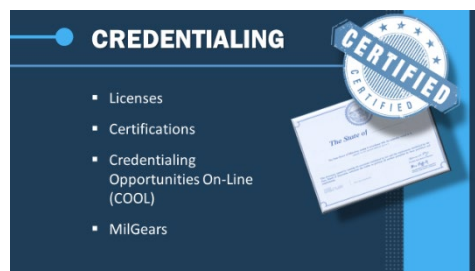 CREDENTIALING
CERTIFIED
CERTIFIED
The State of
▪ Licenses
▪ Certifications
▪ Credentialing
Opportunities On-Line
(COOL)
▪ MilGears